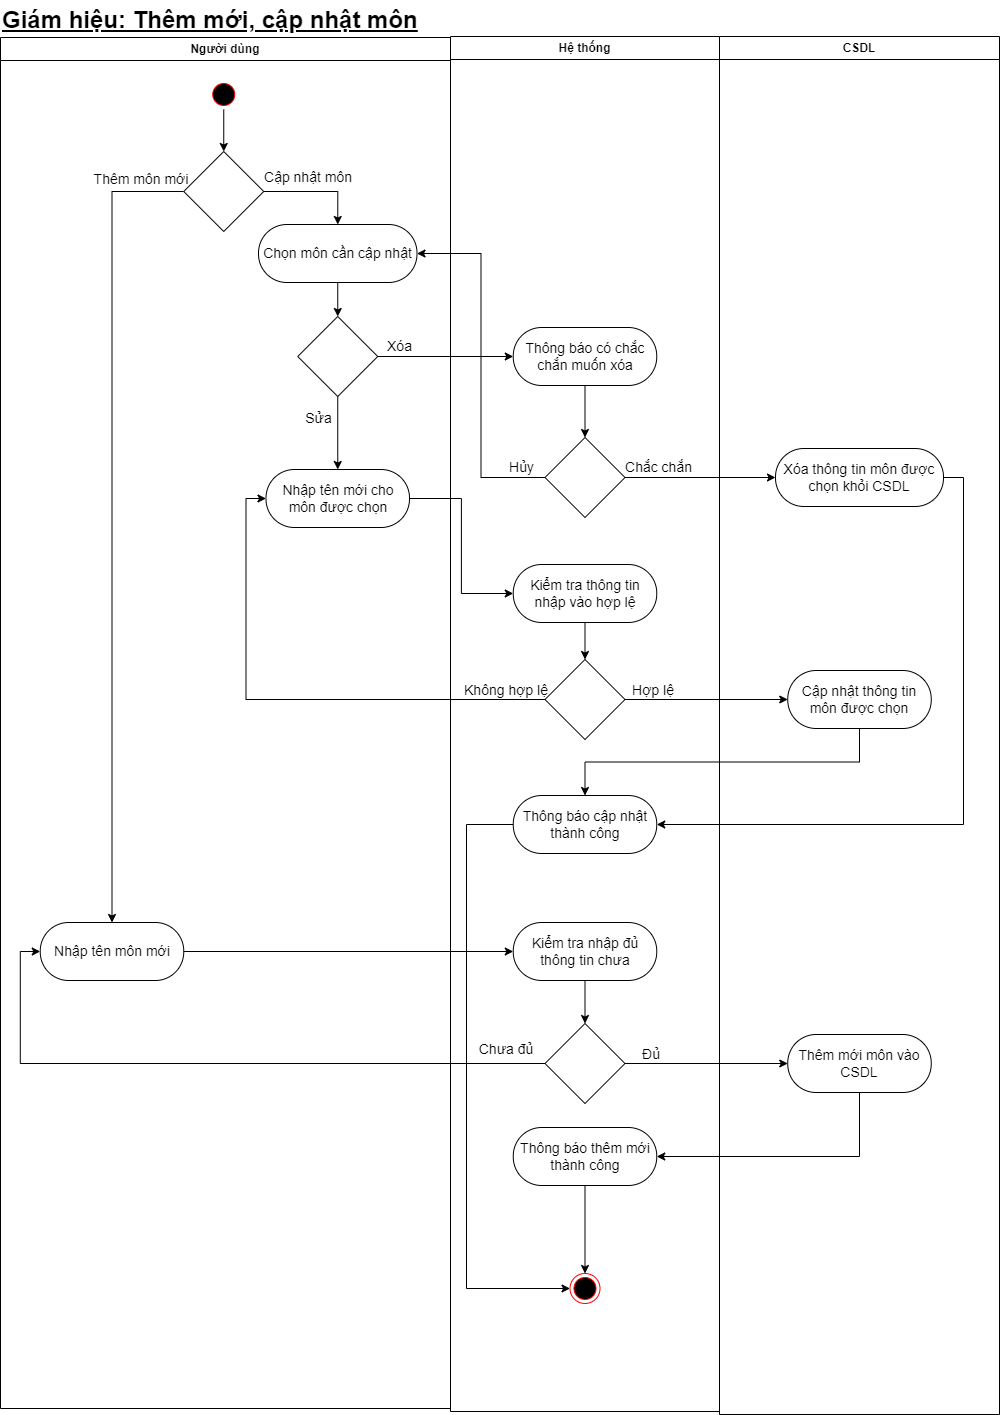 Giám hiệu: Thêm mới, cập nhật môn
Người dùng
Hệ thống
CSDL
Thêm môn mới
Cập nhật môn
Chọn môn cần cập nhật
Xóa
Thông báo có chắc
chắn muốn xóa
Sửa
Hủy
Chắc chắn
Xóa thông tin môn được
chọn khỏi CSDL
Nhập tên mới cho
môn được chọn
Kiểm tra thông tin
nhập vào hợp lệ
Không hợp lệ
Hợp lệ
Cập nhật thông tin
môn được chọn
Thông báo cập nhật
thành công
Nhập tên môn mới
Kiểm tra nhập đủ
thông tin chưa
Chưa đủ
Đủ
Thêm mới môn vào
CSDL
Thông báo thêm mới
thành công